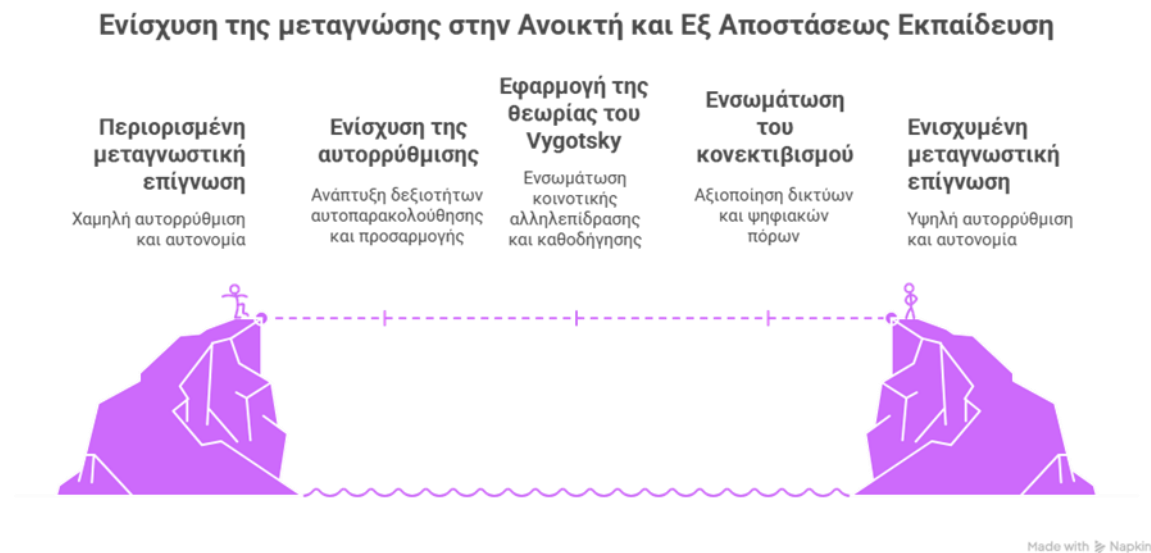 Ενίσχυση της μεταγνώσης στην Ανοικτή και Εξ Αποστάσεως Εκπαίδευση
Περιορισμένη
μεταγνωστική
επίγνωση
Χαμηλή αυτορρύθμιση
και αυτονομία
Ενίσχυση της
αυτορρύθμισης
Ανάπτυξη δεξιοτήτων
αυτοπαρακολούθησης
και προσαρμογής
Εφαρμογή της
θεωρίας του
Vygotsky
Ενσωμάτωση
κοινοτικής
αλληλεπίδρασης
και καθοδήγησης
Ενσωμάτωση
του
κονεκτιβισμού
Αξιοποίηση δικτύων
και ψηφιακών
πόρων
Ενισχυμένη
μεταγνωστική
επίγνωση
Υψηλή αυτορρύθμιση
και αυτονομία
Made with Napkin